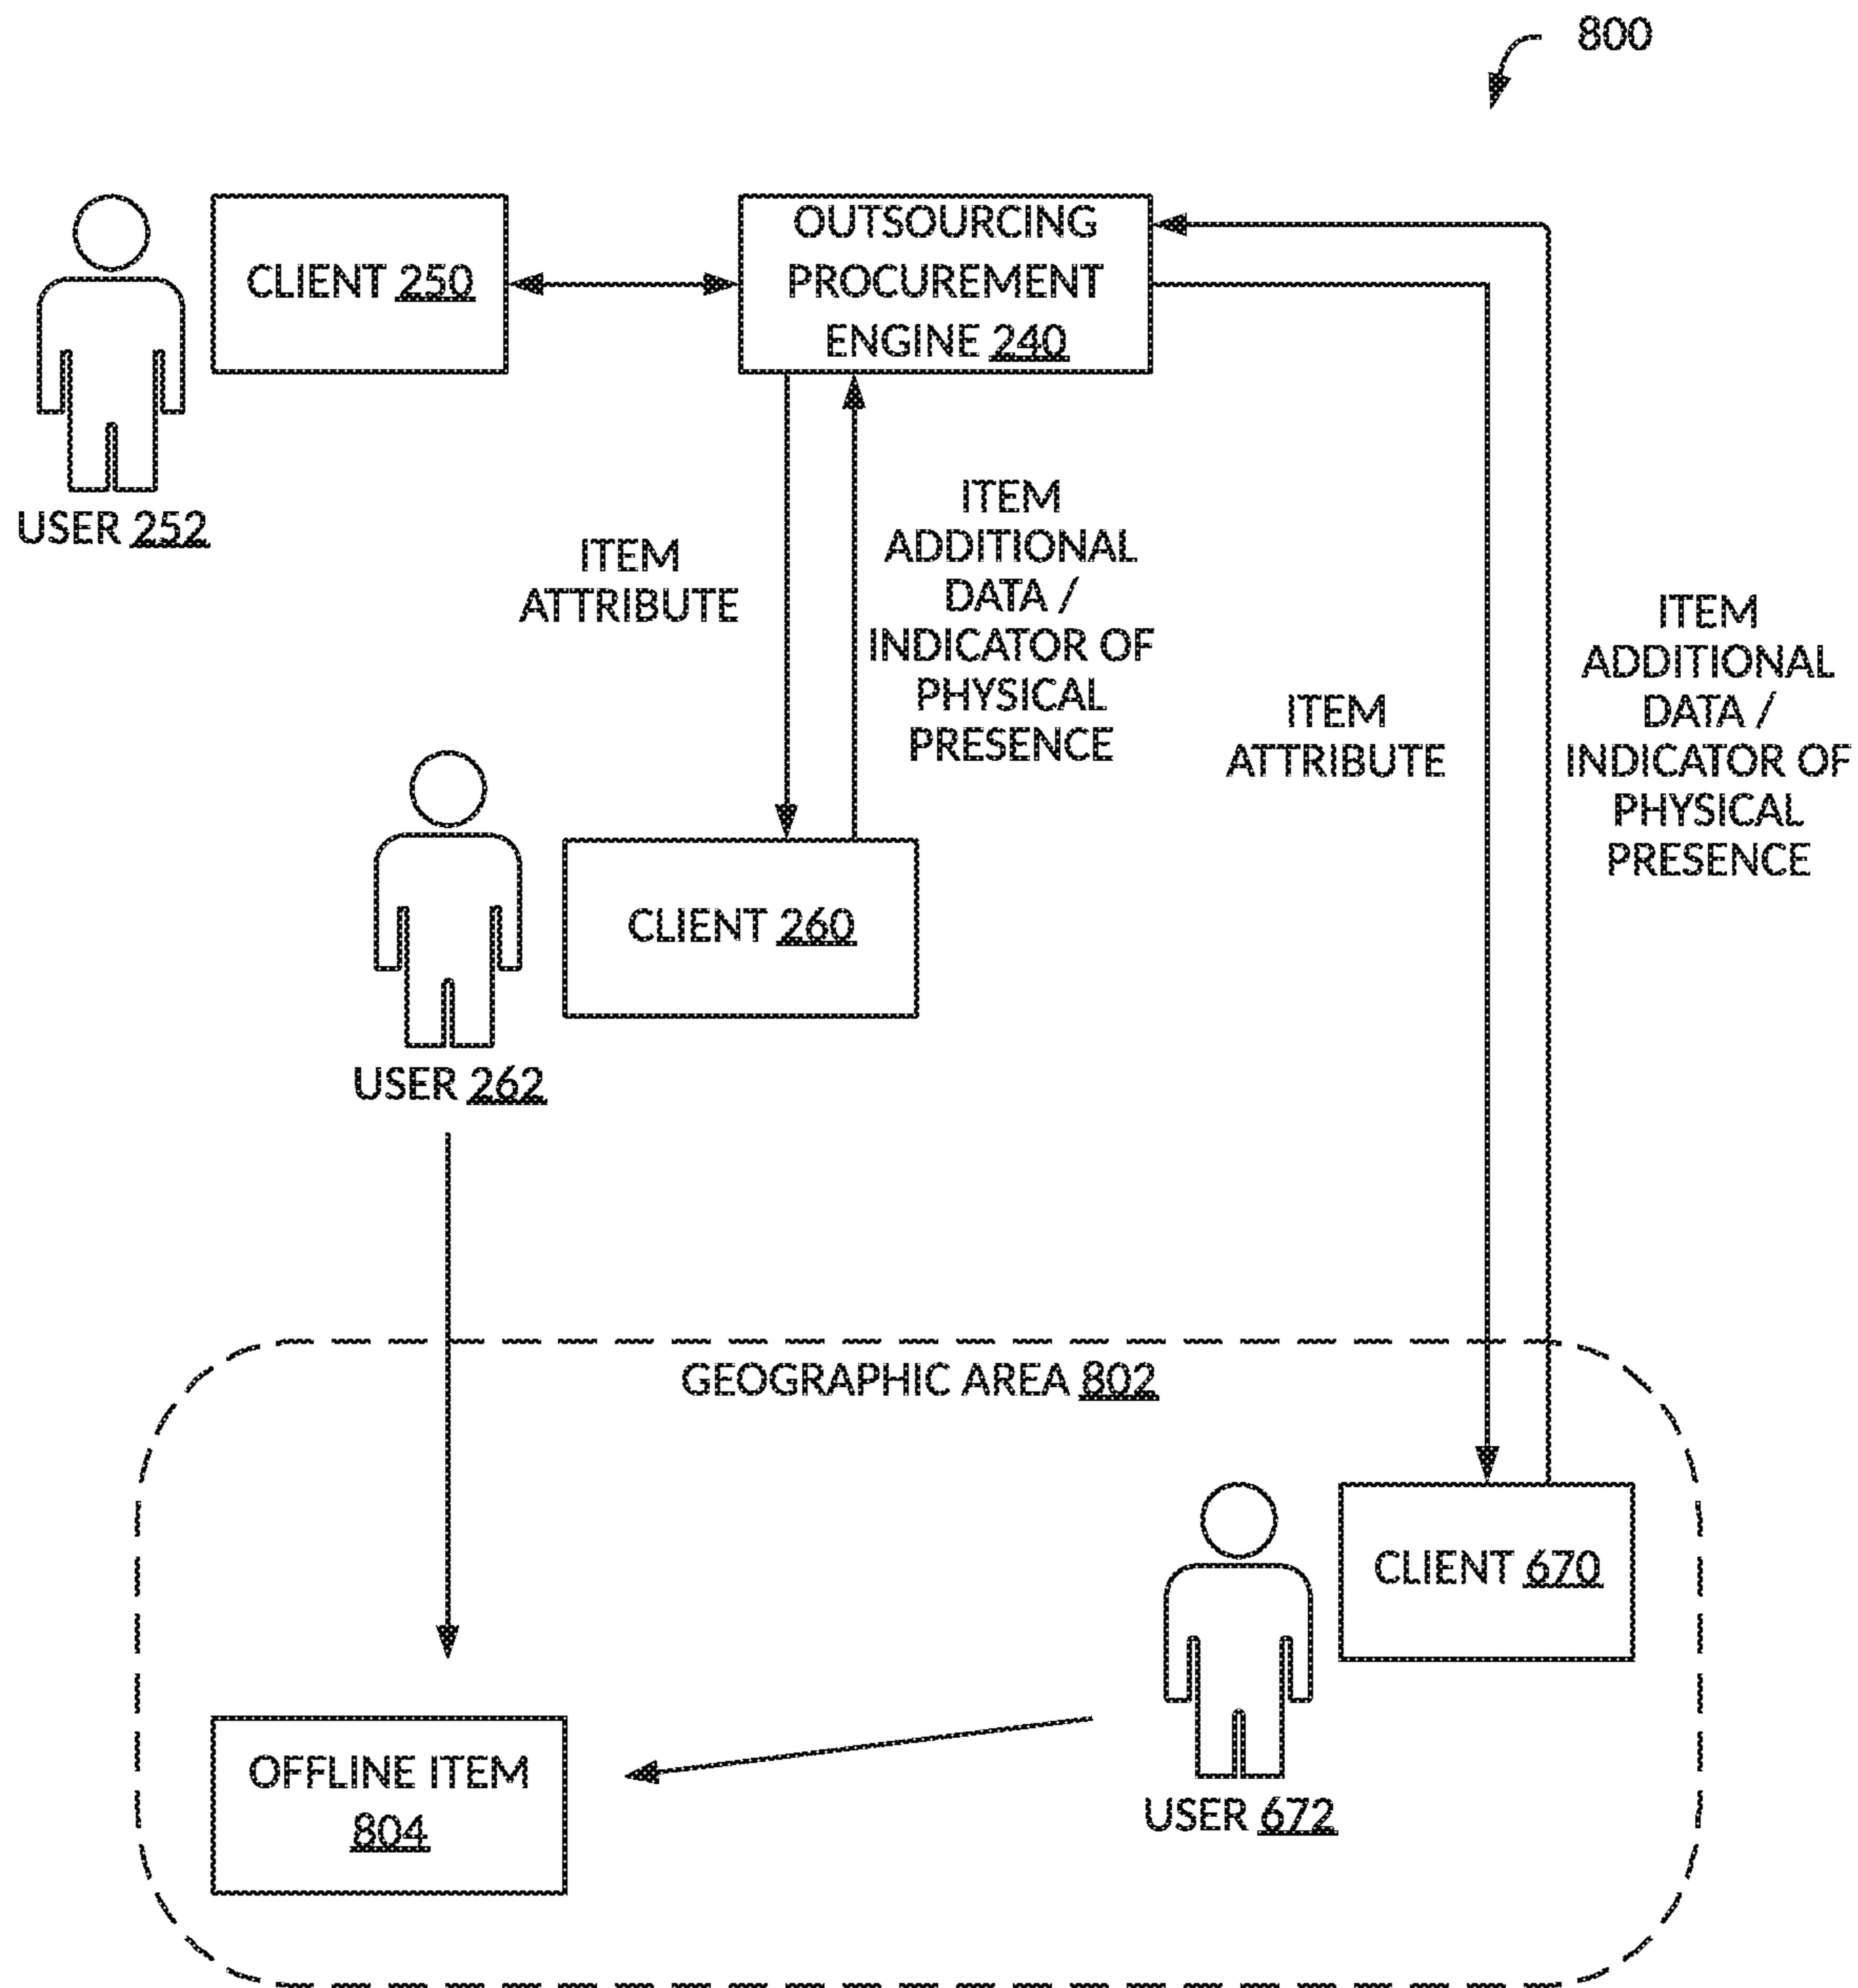 800
CLIENT 250
OUTSOURCING
PROCUREMENT
ENGINE 240
USER 252
ITEM
ATTRIBUTE
ITEM
ADDITIONAL
DATA /
INDICATOR OF
PHYSICAL
PRESENCE
ITEM
ATTRIBUTE
ITEM
ADDITIONAL
DATA /
INDICATOR OF
PHYSICAL
PRESENCE
CLIENT 260
USER 262
GEOGRAPHIC AREA 802
CLIENT 670
USER 672
OFFLINE ITEM
804